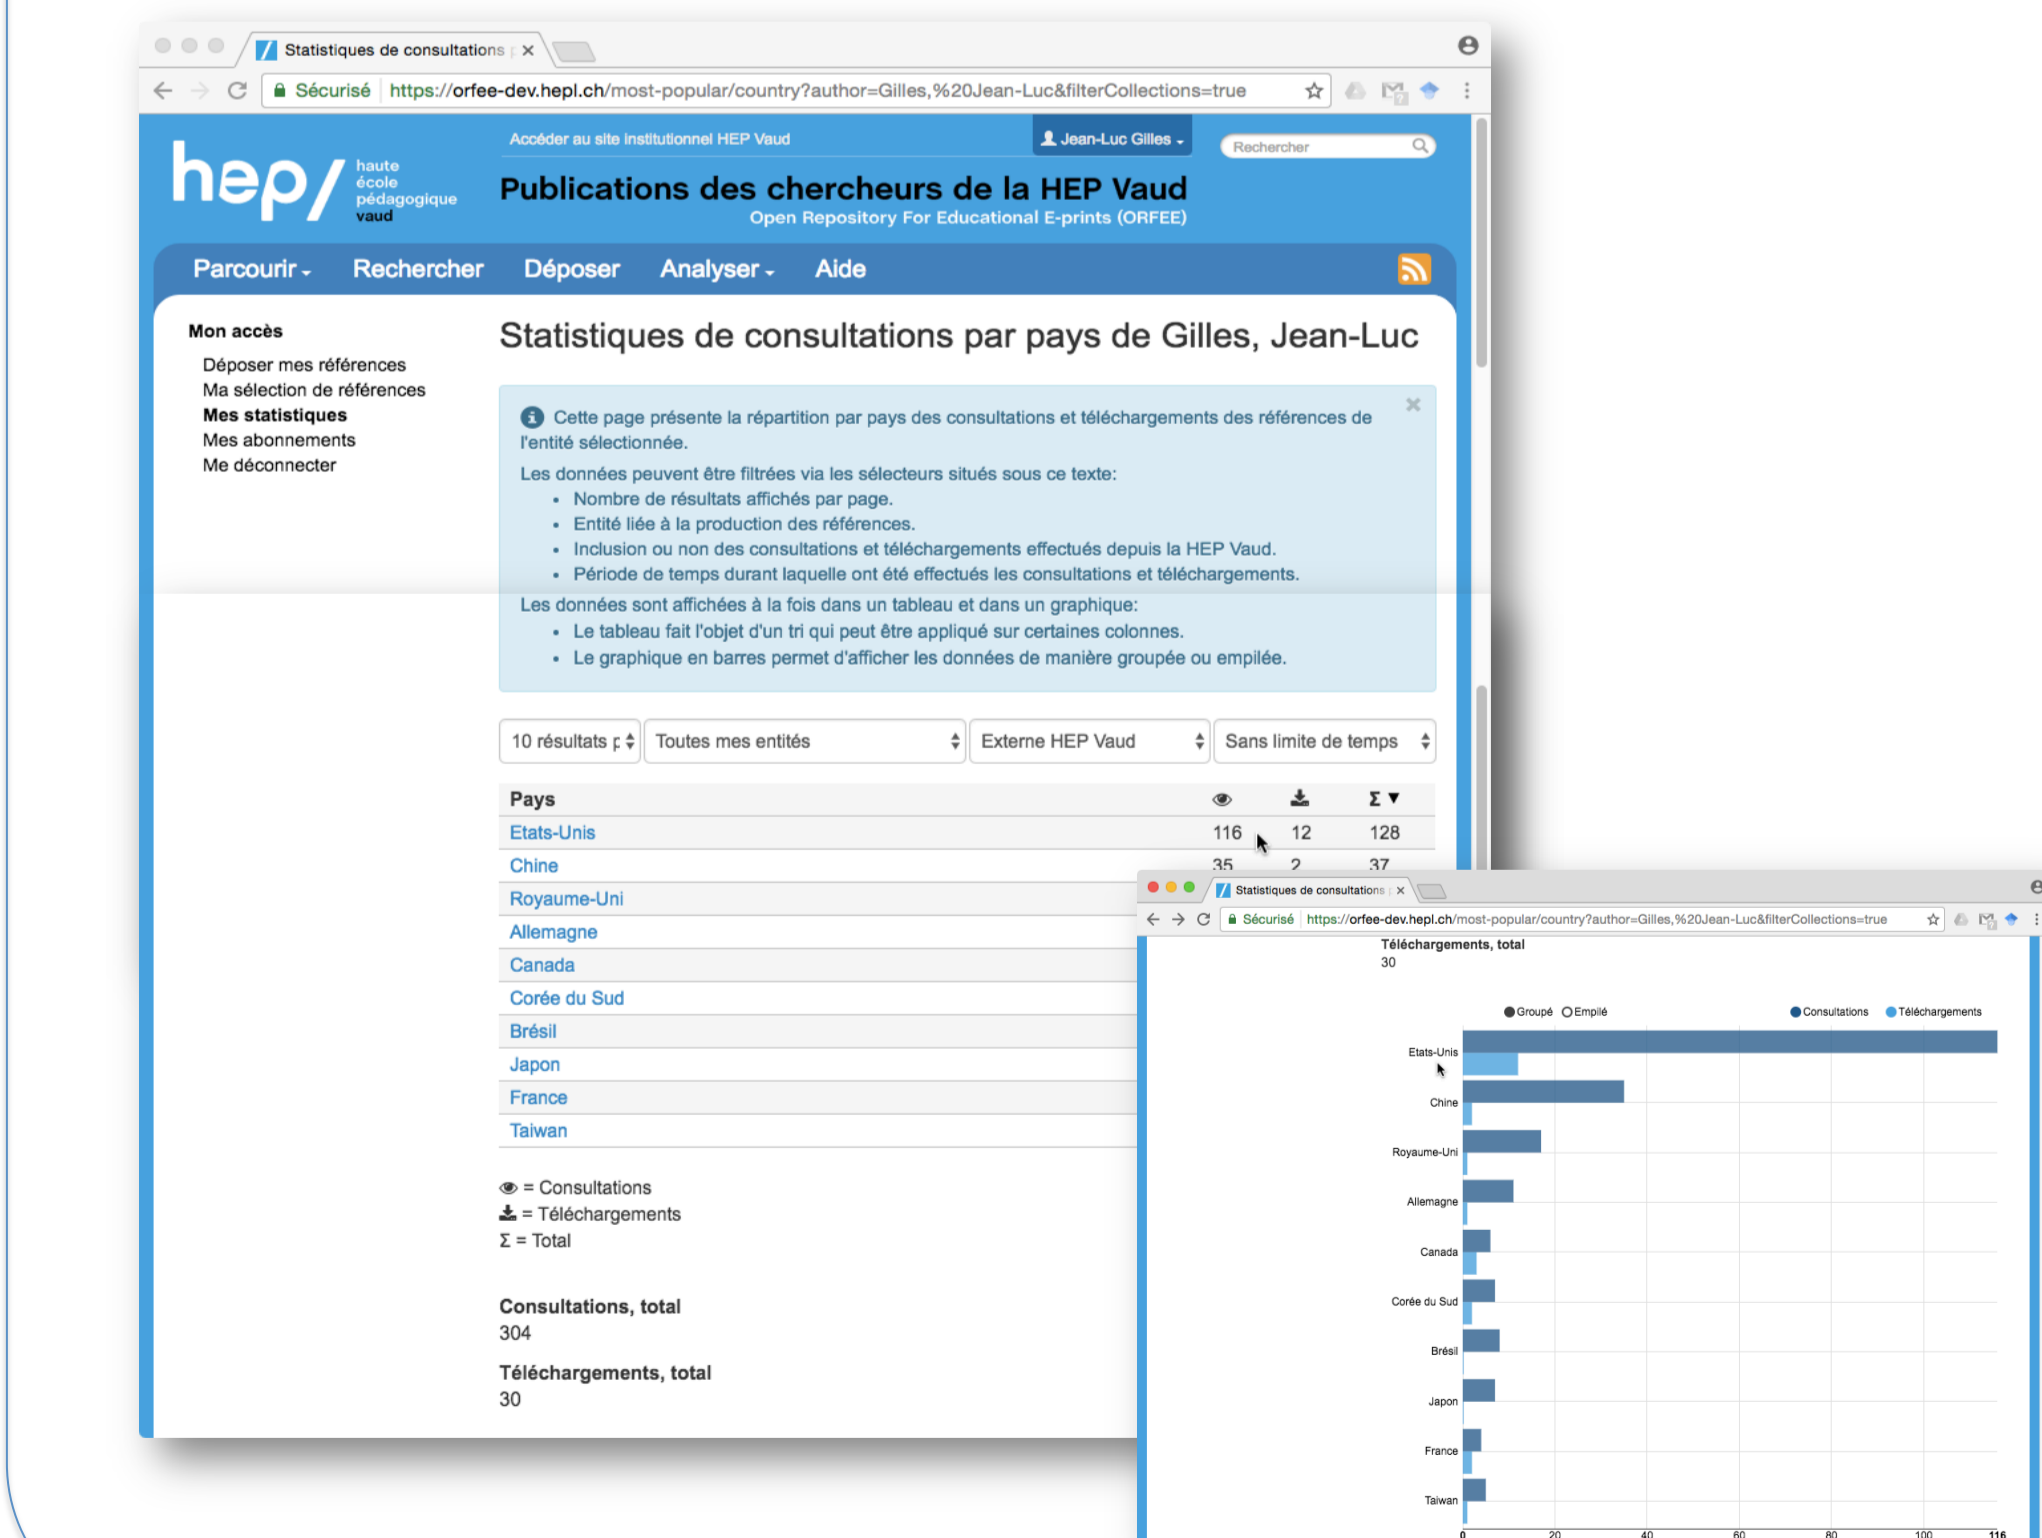 Statistiques de consultations p
Sécurisé https://orfee-dev.hepl.ch/most-popular/country?author=Gilles,%20Jean-Luc&filterCollections=true
hep/ haute
école
pédagogique
vaud
Accéder au site institutionnel HEP Vaud
Jean-Luc Gilles
Rechercher
Publications des chercheurs de la HEP Vaud
Open Repository For Educational E-prints (ORFEE)
Parcourir Rechercher Déposer Analyser Aide
Mon accès
Déposer mes références
Ma sélection de références
Mes statistiques
Mes abonnements
Me déconnecter
Statistiques de consultations par pays de Gilles, Jean-Luc
Cette page présente la répartition par pays des consultations et téléchargements des références de
l'entité sélectionnée.
Les données peuvent être filtrées via les sélecteurs situés sous ce texte:
• Nombre de résultats affichés par page.
• Entité liée à la production des références.
• Inclusion ou non des consultations et téléchargements effectués depuis la HEP Vaud.
• Période de temps durant laquelle ont été effectués les consultations et téléchargements.
Les données sont affichées à la fois dans un tableau et dans un graphique:
• Le tableau fait l'objet d'un tri qui peut être appliqué sur certaines colonnes.
• Le graphique en barres permet d'afficher les données de manière groupée ou empilée.
10 résultats p Toutes mes entités Externe HEP Vaud Sans limite de temps
Pays Σ ▼
Etats-Unis 116 12 128
Chine 35 2 37
Royaume-Uni
Allemagne
Canada
Corée du Sud
Brésil
Japon
France
Taiwan
= Consultations
= Téléchargements
Σ = Total
Consultations, total
304
Téléchargements, total
30
Statistiques de consultations p
Sécurisé https://orfee-dev.hepl.ch/most-popular/country?author=Gilles,%20Jean-Luc&filterCollections=true
Téléchargements, total
30
Groupé Empilé Consultations Téléchargements
Etats-Unis
Chine
Royaume-Uni
Allemagne
Canada
Corée du Sud
Brésil
Japon
France
Taiwan
0 20 40 60 80 100 116